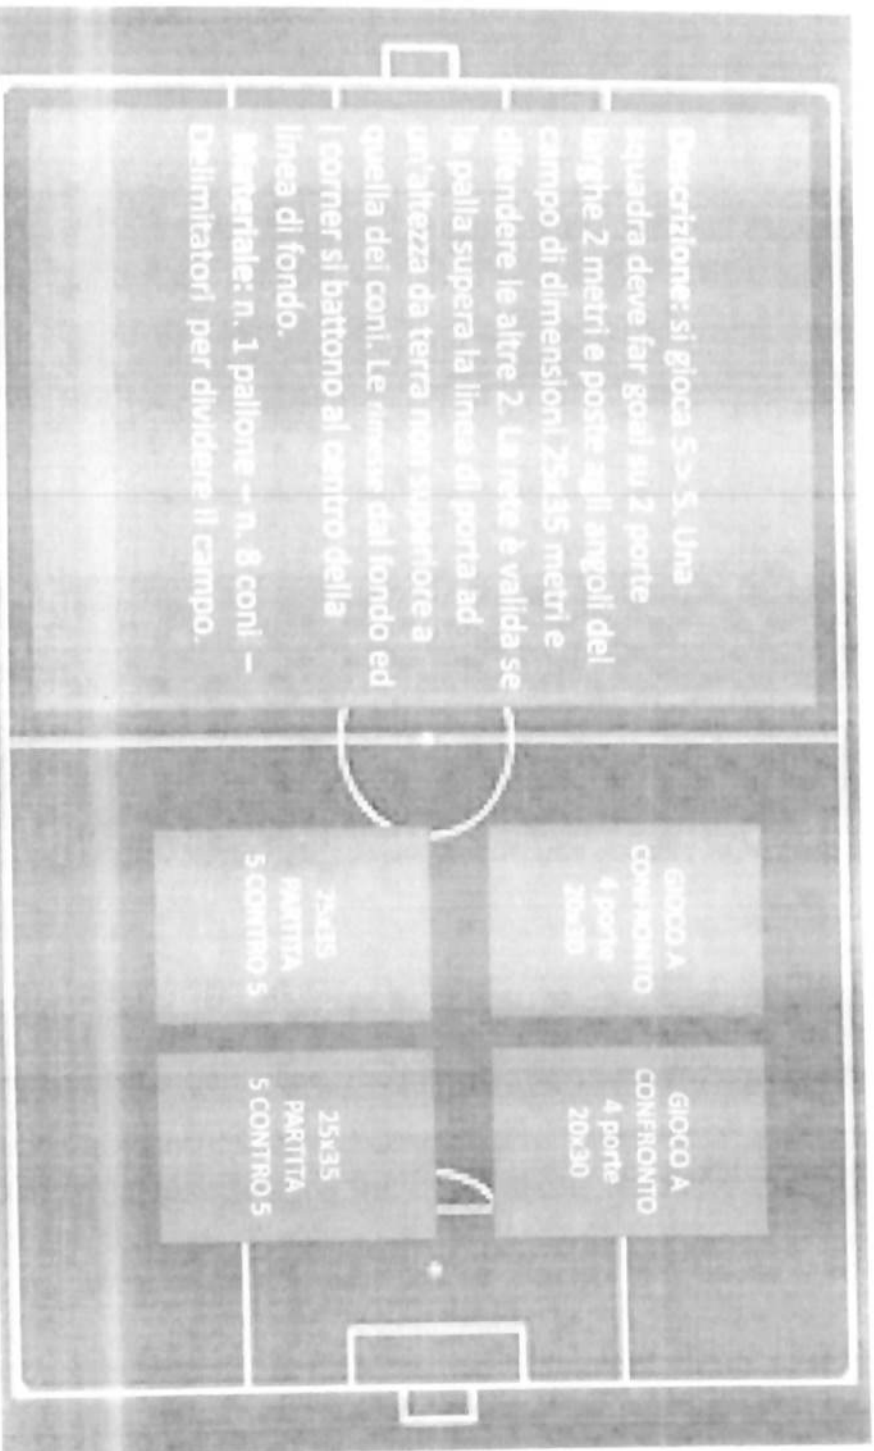 Descrizione: si gioca 5 > 5. Una
squadra deve far goal su 2 porte
larghe 2 metri e poste agli angoli del
campo di dimensioni 25x35 metri e
difendere le altre 2. La rete è valida se
la palla supera la linea di porta ad
un'altezza da terra non superiore a
quella dei coni. Le rimesse dal fondo ed
I corner si battono al centro della
linea di fondo.
Materiale: n. 1 pallone – n. 8 coni –
Delimitatori per dividere il campo.
GIOCO A
CONFRONTO
4 porte
20x30
GIOCO A
CONFRONTO
4 porte
20x30
25x35
PARTITA
5 CONTRO 5
25x35
PARTITA
5 CONTRO 5